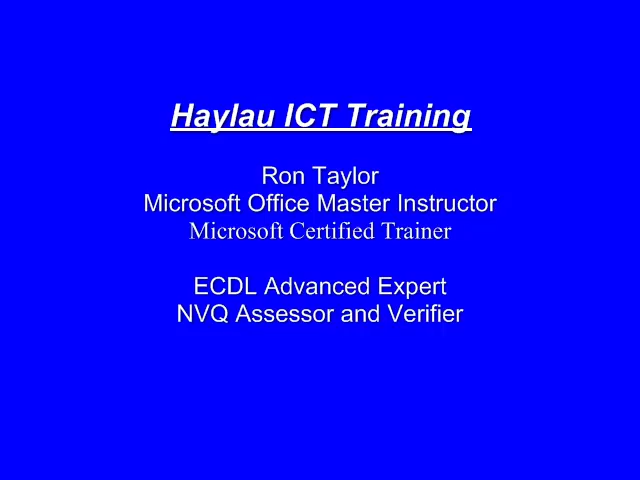 Haylau ICT Training
Ron Taylor
Microsoft Office Master Instructor
Microsoft Certified Trainer
ECDL Advanced Expert
NVQ Assessor and Verifier